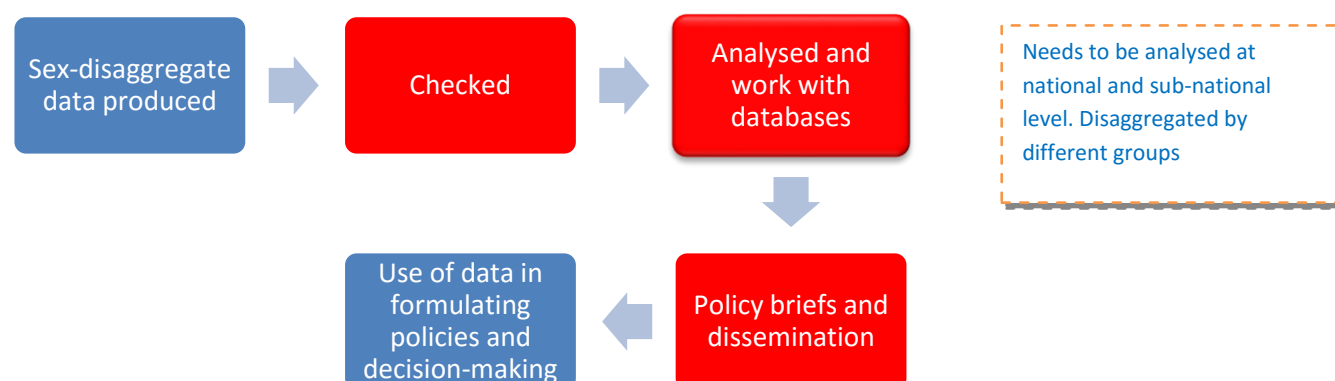 Sex-disaggregate
data produced
Checked
Analysed and
work with
databases
Needs to be analysed at
national and sub-national
level. Disaggregated by
different groups
Policy briefs and
dissemination
Use of data in
formulating
policies and
decision-making